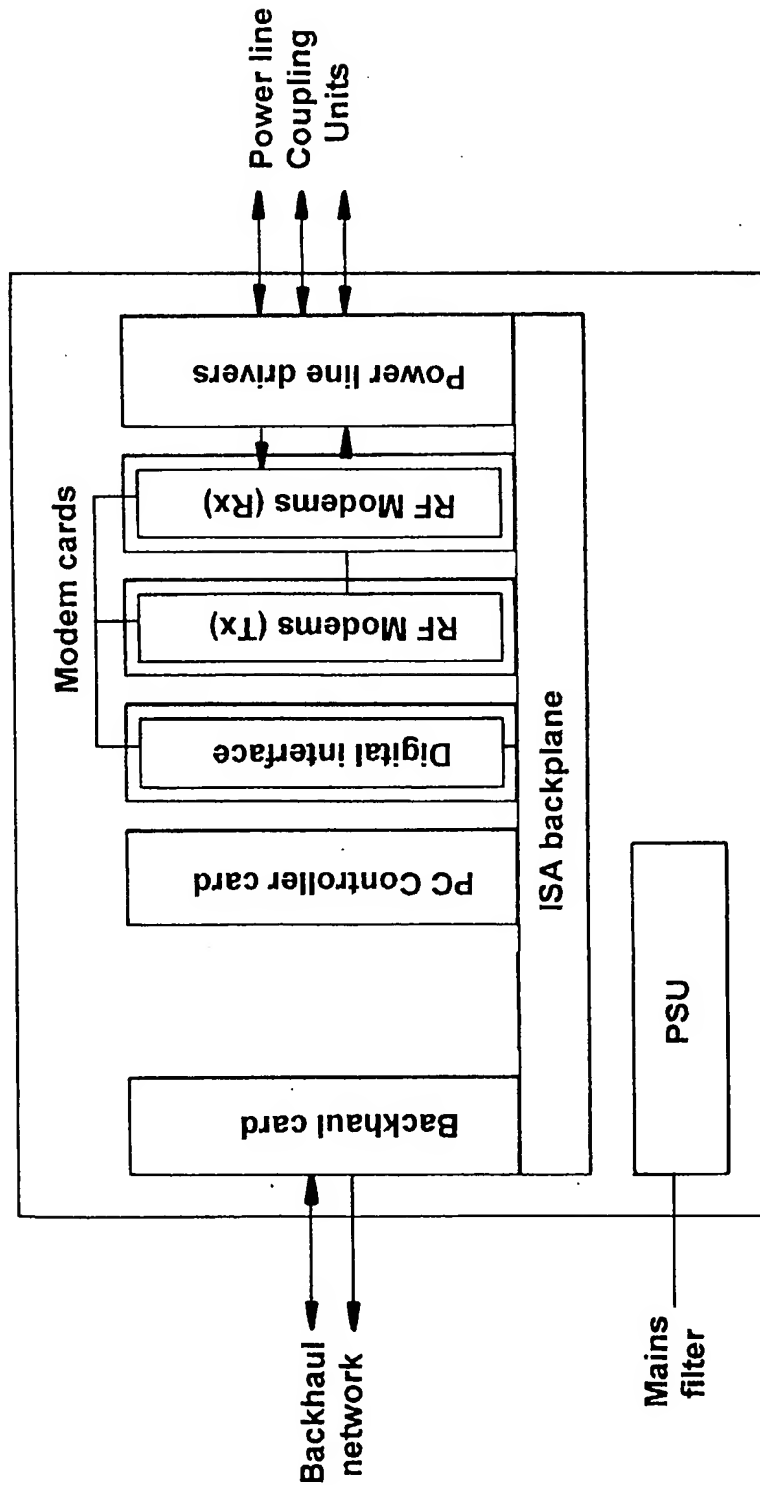 Modem cards
Backhaul card
PC Controller card
Digital interface
RF Modems (Tx)
RF Modems (Rx)
Power line drivers
Power line
Coupling
Units
Backhaul
network
ISA backplane
PSU
Mains
filter